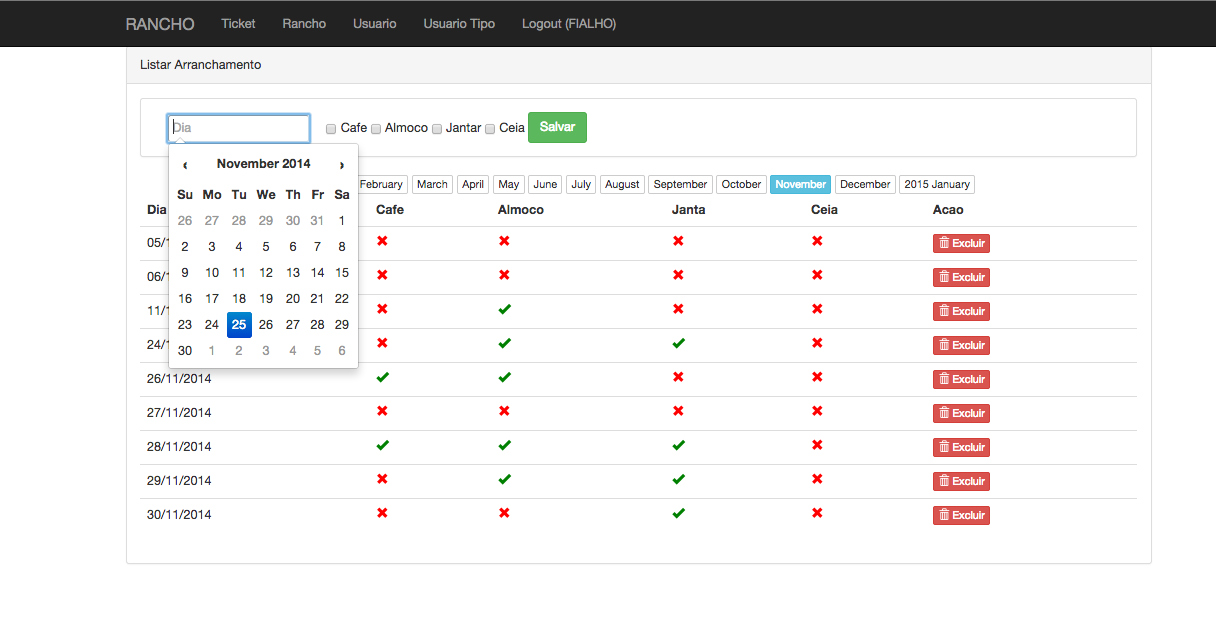 RANCHO Ticket Rancho Usuario Usuario Tipo Logout (FIALHO)
Listar Arranchamento
Dia Cafe Almoco Jantar Ceia Salvar
‹ November 2014 ›
Su Mo Tu We Th Fr Sa
26 27 28 29 30 31 1
2 3 4 5 6 7 8
9 10 11 12 13 14 15
16 17 18 19 20 21 22
23 24 25 26 27 28 29
30 1 2 3 4 5 6
February March April May June July August September October November December 2015 January
Dia Cafe Almoco Janta Ceia Acao
05/1 Excluir
06/1 Excluir
11/1 Excluir
24/1 Excluir
26/11/2014 Excluir
27/11/2014 Excluir
28/11/2014 Excluir
29/11/2014 Excluir
30/11/2014 Excluir